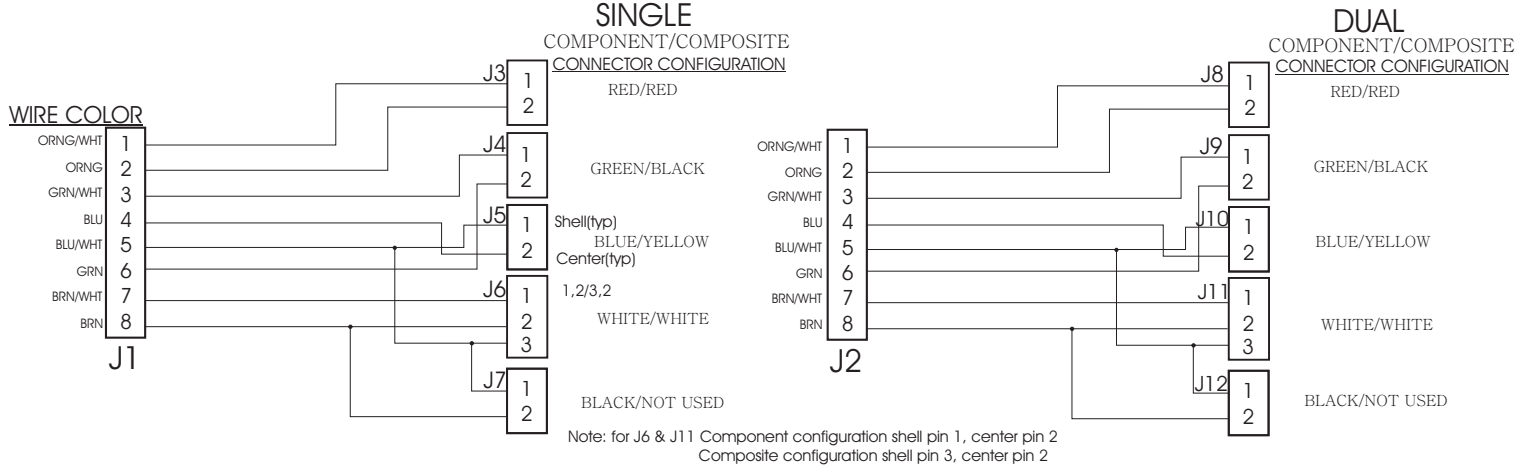 SINGLE
COMPONENT/COMPOSITE
CONNECTOR CONFIGURATION
WIRE COLOR
ORNG/WHT 1
ORNG 2
GRN/WHT 3
BLU 4
BLU/WHT 5
GRN 6
BRN/WHT 7
BRN 8
J1
J3
1
2
RED/RED
J4
1
2
GREEN/BLACK
J5
1 Shell(typ)
BLUE/YELLOW
2 Center(typ)
J6
1 1,2/3,2
2
3
WHITE/WHITE
J7
1
2
BLACK/NOT USED
DUAL
COMPONENT/COMPOSITE
CONNECTOR CONFIGURATION
ORNG/WHT 1
ORNG 2
GRN/WHT 3
BLU 4
BLU/WHT 5
GRN 6
BRN/WHT 7
BRN 8
J2
J8
1
2
RED/RED
J9
1
2
GREEN/BLACK
J10
1
2
BLUE/YELLOW
J11
1
2
3
WHITE/WHITE
J12
1
2
BLACK/NOT USED
Note: for J6 & J11 Component configuration shell pin 1, center pin 2
Composite configuration shell pin 3, center pin 2